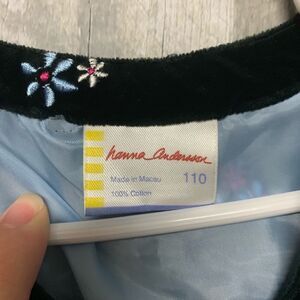 hanna andersson
Made in Macau 110
100% Cotton